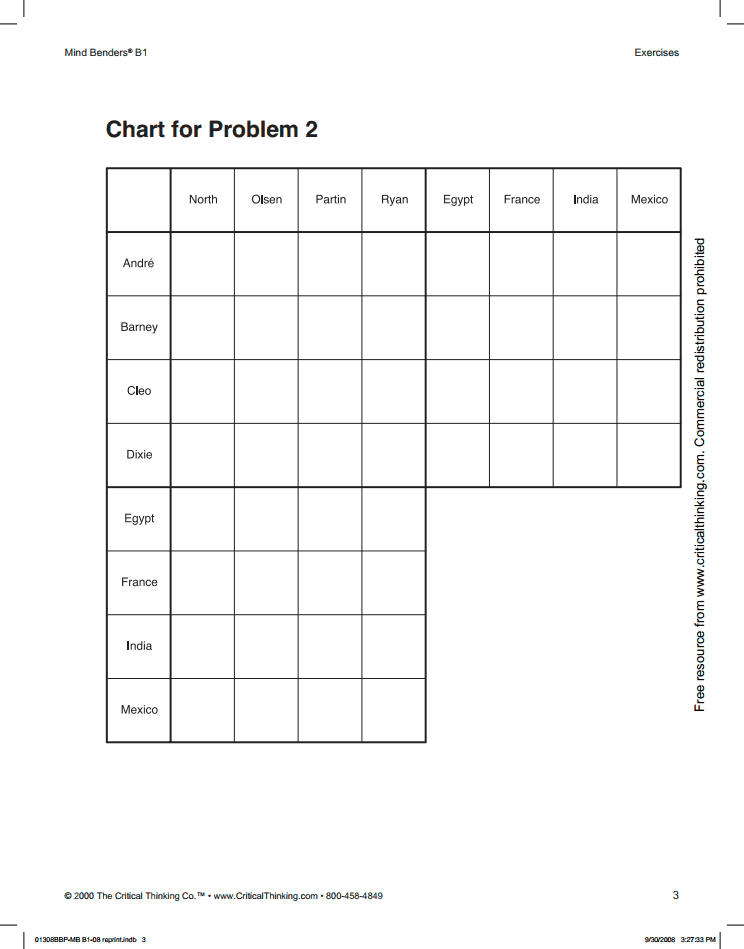 Mind Benders® B1 Exercises
Chart for Problem 2
North Olsen Partin Ryan Egypt France India Mexico
André
Barney
Cleo
Dixie
Egypt
France
India
Mexico
Free resource from www.criticalthinking.com. Commercial redistribution prohibited
© 2000 The Critical Thinking Co.™ • www.CriticalThinking.com • 800-458-4849 3
01308BBP-MB B1-08 reprint.indb 3 9/30/2008 3:27:33 PM